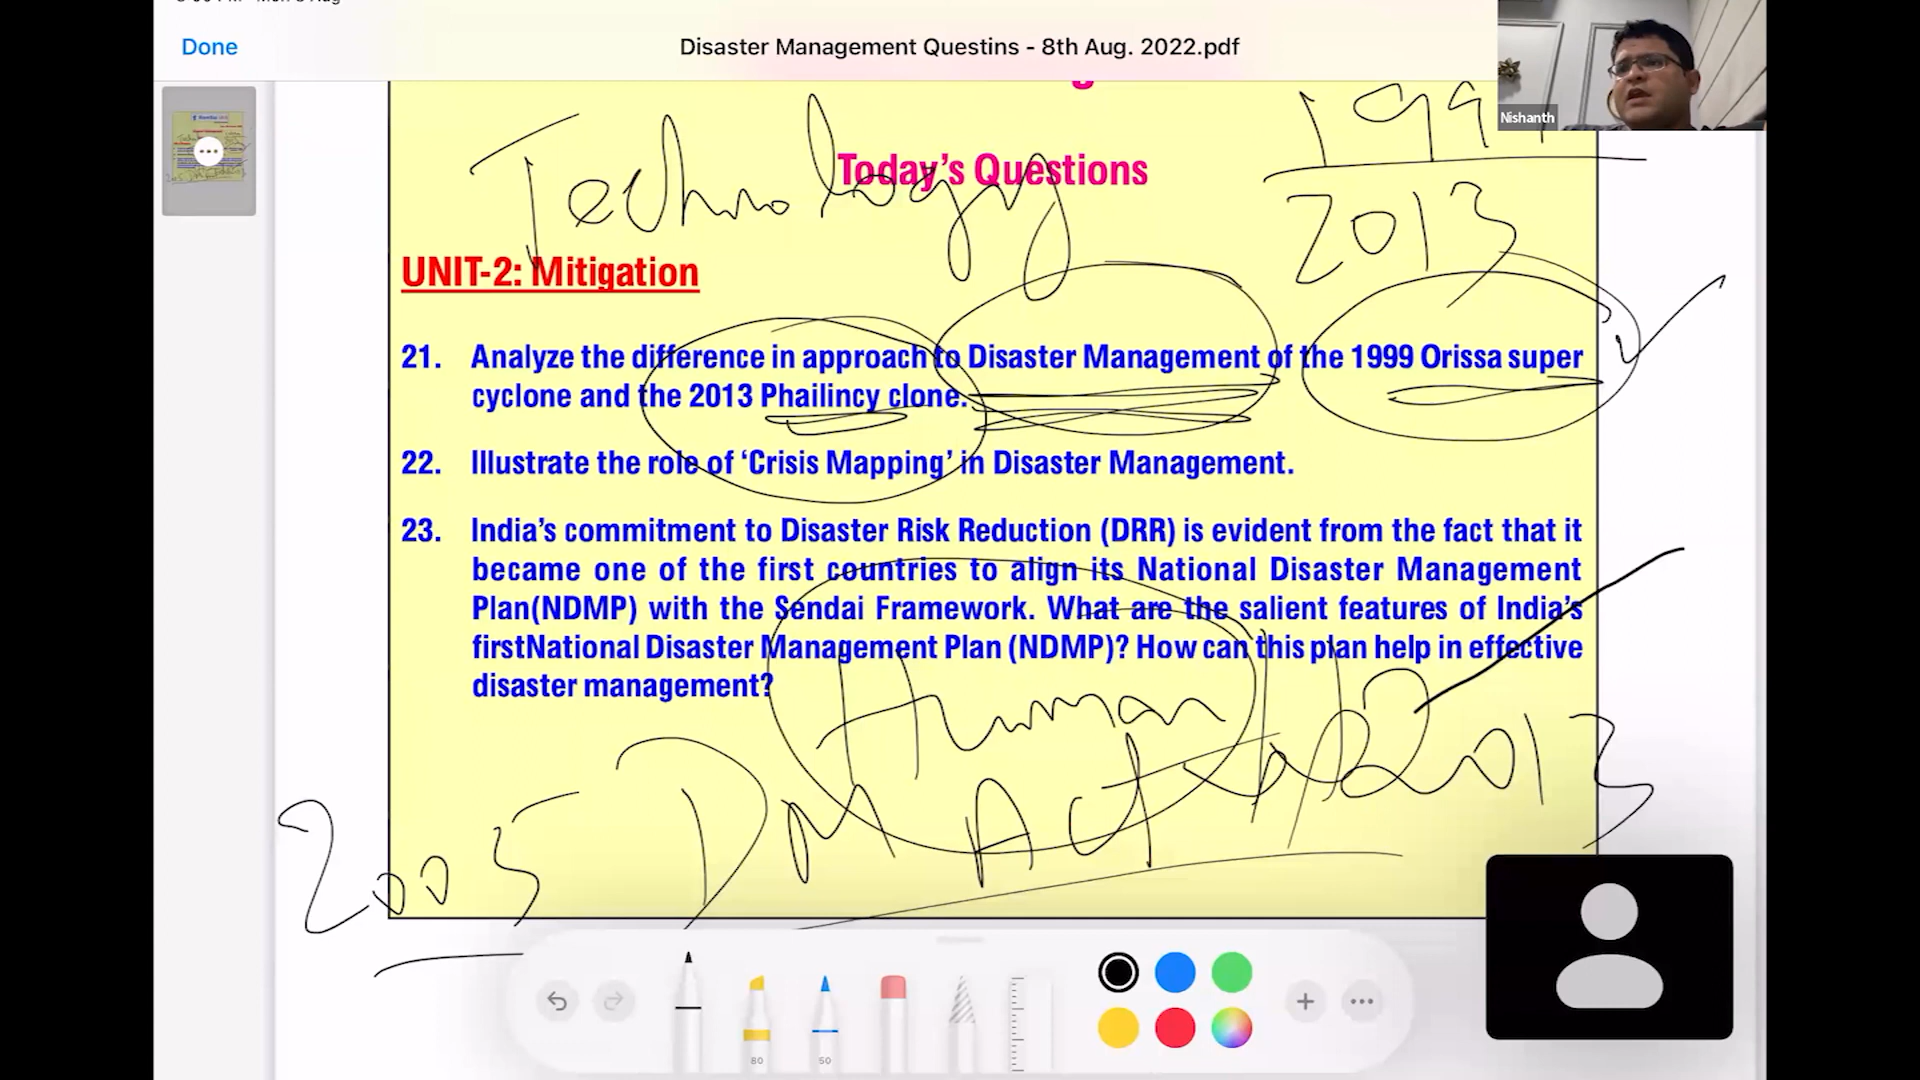 Done
Disaster Management Questins - 8th Aug. 2022.pdf
Nishanth
Technology
1999
2013
Today's Questions
UNIT-2: Mitigation
21. Analyze the difference in approach to Disaster Management of the 1999 Orissa super
cyclone and the 2013 Phailincy clone.
22. Illustrate the role of ‘Crisis Mapping’ in Disaster Management.
23. India's commitment to Disaster Risk Reduction (DRR) is evident from the fact that it
became one of the first countries to align its National Disaster Management
Plan(NDMP) with the Sendai Framework. What are the salient features of India's
firstNational Disaster Management Plan (NDMP)? How can this plan help in effective
disaster management?
Human
2005 DM Act 2013
80
50